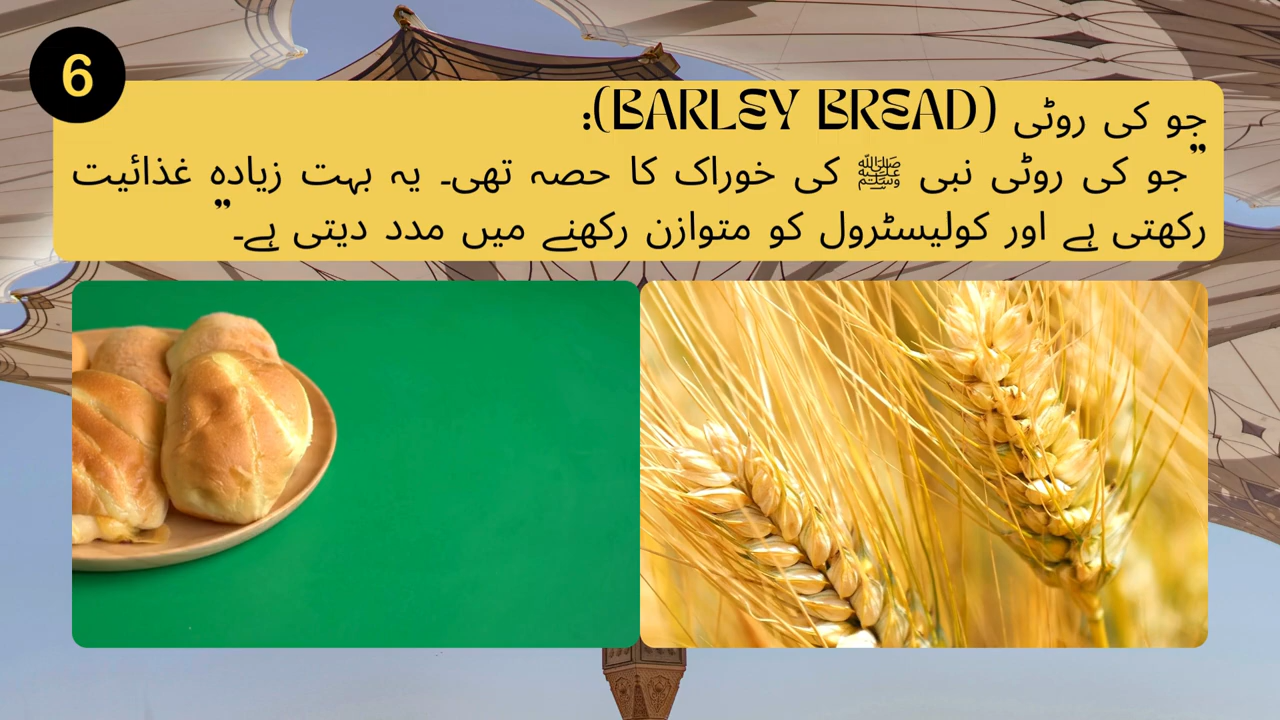 6
جو کی روٹی (BARLEY BREAD):
”جو کی روٹی نبی ﷺ کی خوراک کا حصہ تھی۔ یہ بہت زیادہ غذائیت
رکھتی ہے اور کولیسٹرول کو متوازن رکھنے میں مدد دیتی ہے۔”